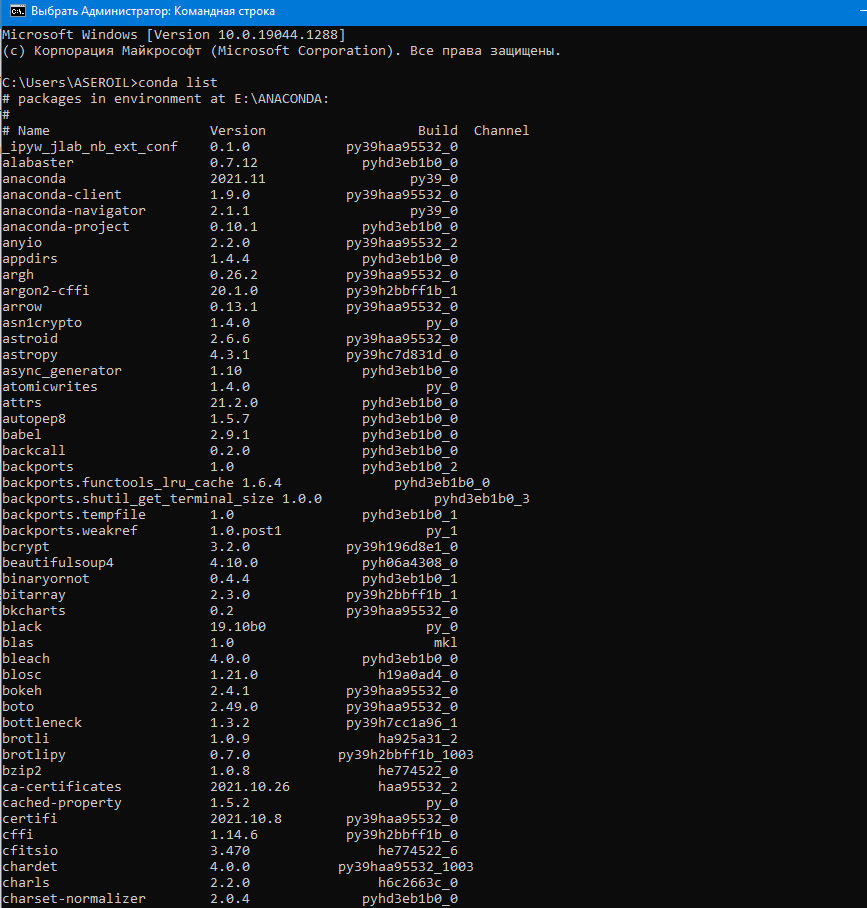 Выбрать Администратор: Командная строка
Microsoft Windows [Version 10.0.19044.1288]
(c) Корпорация Майкрософт (Microsoft Corporation). Все права защищены.
C:\Users\ASEROIL>conda list
# packages in environment at E:\ANACONDA:
#
# Name                    Version                   Build  Channel
_ipyw_jlab_nb_ext_conf    0.1.0            py39haa95532_0
alabaster                 0.7.12             pyhd3eb1b0_0
anaconda                  2021.11                  py39_0
anaconda-client           1.9.0            py39haa95532_0
anaconda-navigator        2.1.1                    py39_0
anaconda-project          0.10.1             pyhd3eb1b0_0
anyio                     2.2.0            py39haa95532_2
appdirs                   1.4.4              pyhd3eb1b0_0
argh                      0.26.2           py39haa95532_0
argon2-cffi               20.1.0           py39h2bbff1b_1
arrow                     0.13.1           py39haa95532_0
asn1crypto                1.4.0                      py_0
astroid                   2.6.6            py39haa95532_0
astropy                   4.3.1            py39hc7d831d_0
async_generator           1.10               pyhd3eb1b0_0
atomicwrites              1.4.0                      py_0
attrs                     21.2.0             pyhd3eb1b0_0
autopep8                  1.5.7              pyhd3eb1b0_0
babel                     2.9.1              pyhd3eb1b0_0
backcall                  0.2.0              pyhd3eb1b0_0
backports                 1.0                pyhd3eb1b0_2
backports.functools_lru_cache 1.6.4              pyhd3eb1b0_0
backports.shutil_get_terminal_size 1.0.0              pyhd3eb1b0_3
backports.tempfile        1.0                pyhd3eb1b0_1
backports.weakref         1.0.post1                  py_1
bcrypt                    3.2.0            py39h196d8e1_0
beautifulsoup4            4.10.0             pyh06a4308_0
binaryornot               0.4.4              pyhd3eb1b0_1
bitarray                  2.3.0            py39h2bbff1b_1
bkcharts                  0.2              py39haa95532_0
black                     19.10b0                    py_0
blas                      1.0                         mkl
bleach                    4.0.0              pyhd3eb1b0_0
blosc                     1.21.0               h19a0ad4_0
bokeh                     2.4.1            py39haa95532_0
boto                      2.49.0           py39haa95532_0
bottleneck                1.3.2            py39h7cc1a96_1
brotli                    1.0.9                ha925a31_2
brotlipy                  0.7.0           py39h2bbff1b_1003
bzip2                     1.0.8                he774522_0
ca-certificates           2021.10.26           haa95532_2
cached-property           1.5.2                      py_0
certifi                   2021.10.8        py39haa95532_0
cffi                      1.14.6           py39h2bbff1b_0
cfitsio                   3.470                he774522_6
chardet                   4.0.0           py39haa95532_1003
charls                    2.2.0                h6c2663c_0
charset-normalizer        2.0.4              pyhd3eb1b0_0